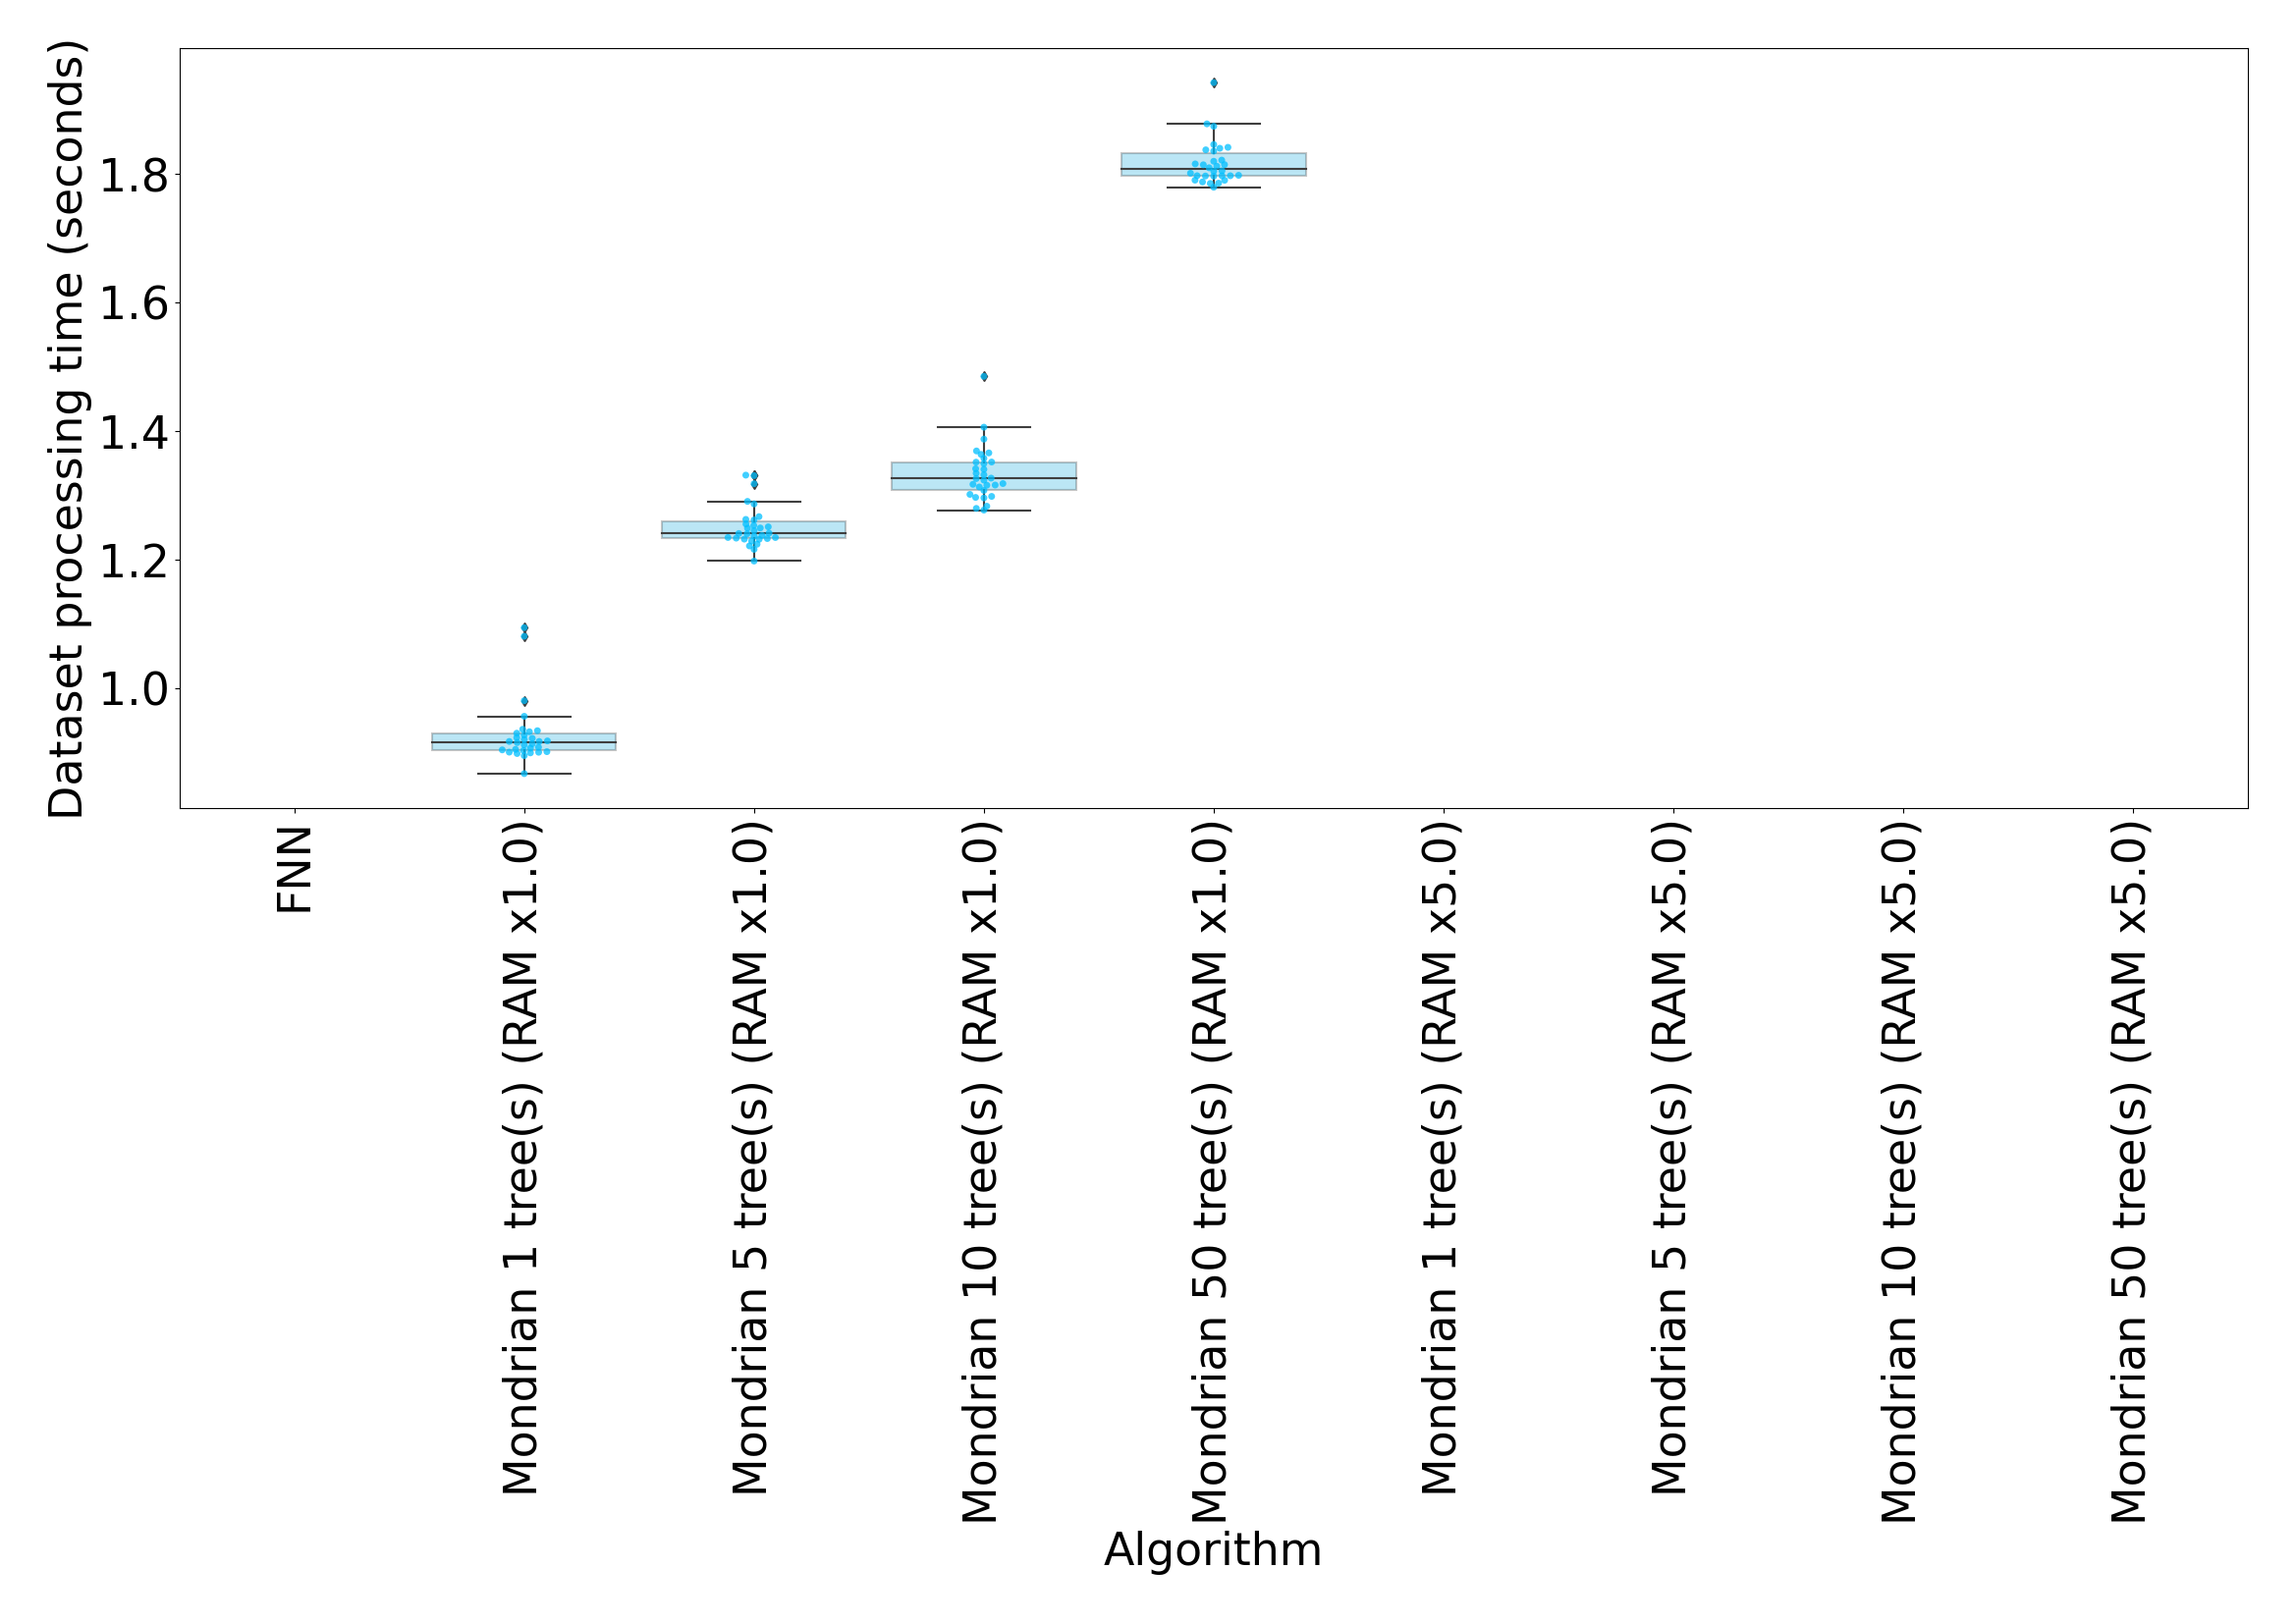 Dataset processing time (seconds)
1.8
1.6
1.4
1.2
1.0
FNN
Mondrian 1 tree(s) (RAM x1.0)
Mondrian 5 tree(s) (RAM x1.0)
Mondrian 10 tree(s) (RAM x1.0)
Mondrian 50 tree(s) (RAM x1.0)
Mondrian 1 tree(s) (RAM x5.0)
Mondrian 5 tree(s) (RAM x5.0)
Mondrian 10 tree(s) (RAM x5.0)
Mondrian 50 tree(s) (RAM x5.0)
Algorithm